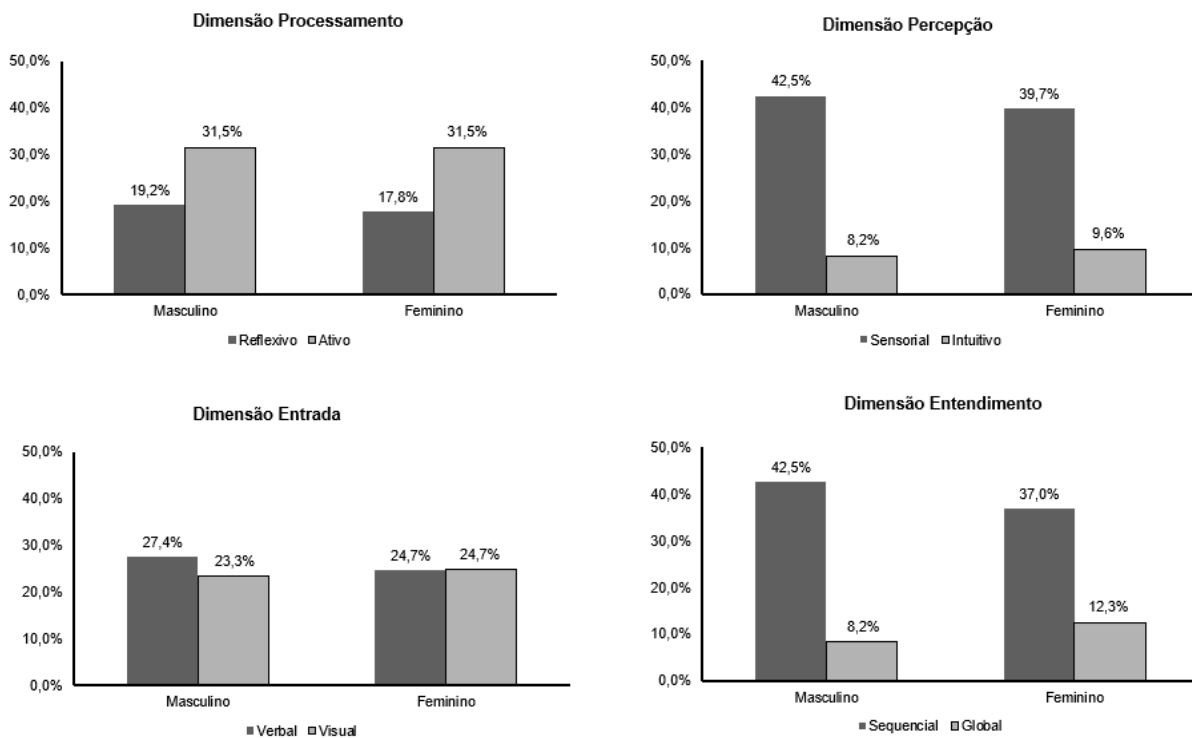 Dimensão Processamento
50,0%
40,0%
30,0%
20,0%
10,0%
0,0%
19,2%
31,5%
17,8%
31,5%
Masculino
Feminino
Reflexivo Ativo
Dimensão Percepção
50,0%
40,0%
30,0%
20,0%
10,0%
0,0%
42,5%
8,2%
39,7%
9,6%
Masculino
Feminino
Sensorial Intuitivo
Dimensão Entrada
50,0%
40,0%
30,0%
20,0%
10,0%
0,0%
27,4%
23,3%
24,7%
24,7%
Masculino
Feminino
Verbal Visual
Dimensão Entendimento
50,0%
40,0%
30,0%
20,0%
10,0%
0,0%
42,5%
8,2%
37,0%
12,3%
Masculino
Feminino
Sequencial Global